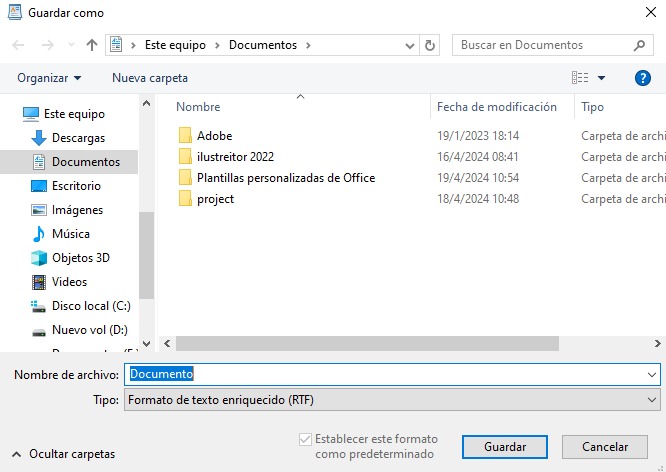 Guardar como
Este equipo > Documentos >
Buscar en Documentos
Organizar
Nueva carpeta
?
Nombre
Fecha de modificación
Tipo
Este equipo
Descargas
Documentos
Escritorio
Imágenes
Música
Objetos 3D
Videos
Disco local (C:)
Nuevo vol (D:)
Adobe 19/1/2023 18:14 Carpeta de archi
ilustreitor 2022 16/4/2024 08:41 Carpeta de archi
Plantillas personalizadas de Office 19/4/2024 10:54 Carpeta de archi
project 18/4/2024 10:48 Carpeta de archi
Nombre de archivo: Documento
Tipo: Formato de texto enriquecido (RTF)
Ocultar carpetas
Establecer este formato
como predeterminado
Guardar
Cancelar